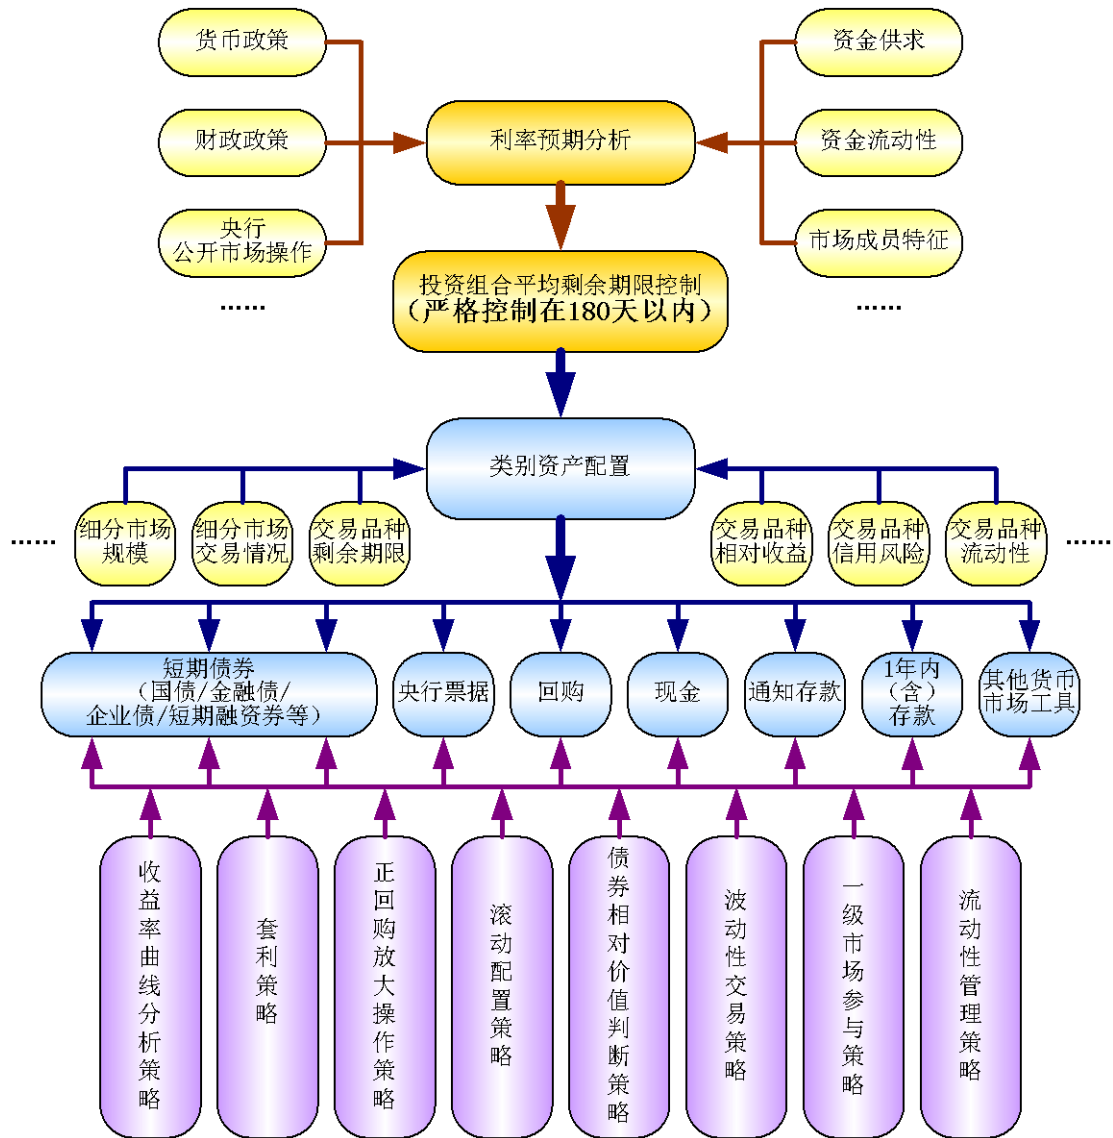 货币政策
资金供求
财政政策
利率预期分析
资金流动性
央行
公开市场操作
市场成员特征
……
投资组合平均剩余期限控制
（严格控制在180天以内）
……
类别资产配置
……
细分市场
规模
细分市场
交易情况
交易品种
剩余期限
交易品种
相对收益
交易品种
信用风险
交易品种
流动性
……
短期债券
（国债/金融债/
企业债/短期融资券等）
央行票据
回购
现金
通知存款
1年内
（含）
存款
其他货币
市场工具
收益率曲线分析策略
套利策略
正回购放大操作策略
滚动配置策略
债券相对价值判断策略
波动性交易策略
一级市场参与策略
流动性管理策略